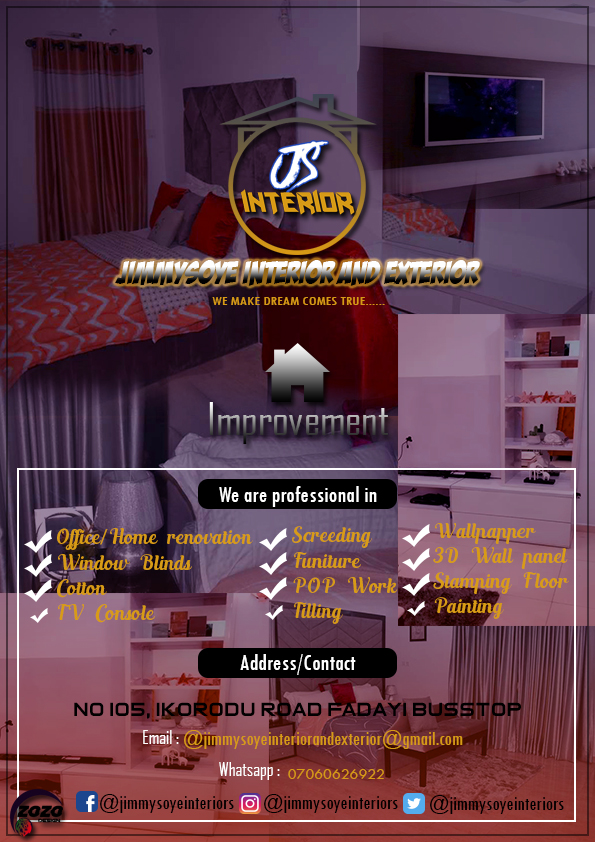 JS
INTERIOR
JIMMYSOYE INTERIOR AND EXTERIOR
WE MAKE DREAM COMES TRUE......
Improvement
We are professional in
Office/Home renovation
Window Blinds
Cotton
TV Console
Screeding
Funiture
POP Work
Tilling
Wallpapper
3D Wall panel
Stamping Floor
Painting
Address/Contact
NO 105, IKORODU ROAD FADAYI BUSSTOP
Email : @jimmysoyeinteriorandexterior@gmail.com
Whatsapp : 07060626922
@jimmysoyeinteriors @jimmysoyeinteriors @jimmysoyeinteriors
ZOZO
DESIGN